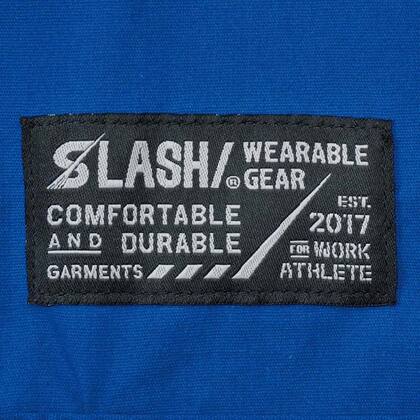 SLASH/® WEARABLE
GEAR
COMFORTABLE
AND DURABLE
GARMENTS
EST.
2017
FOR WORK
ATHLETE